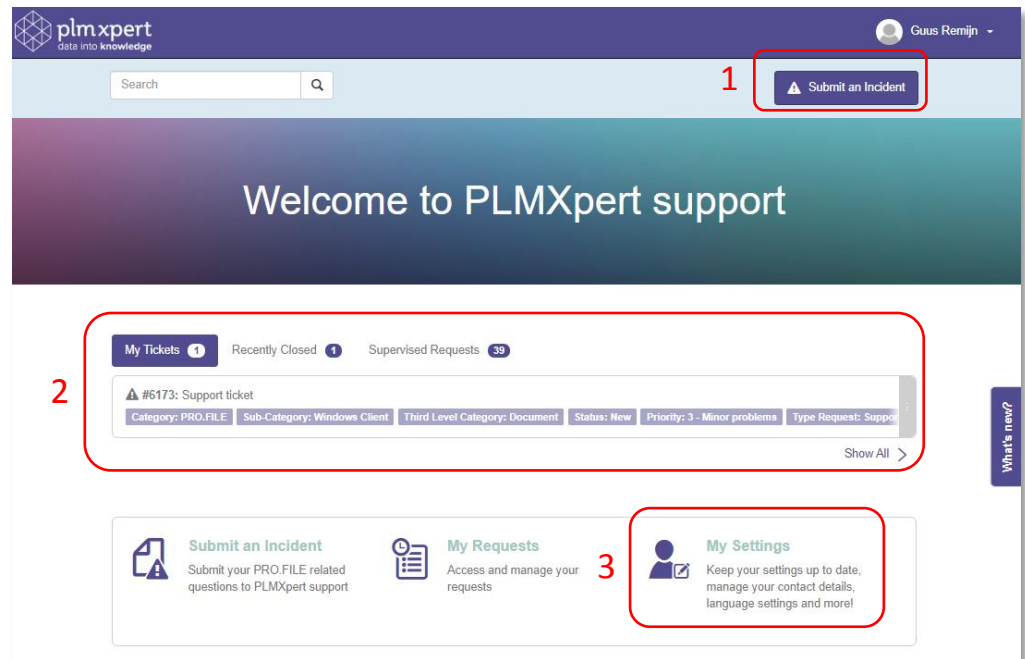 plmxpert
data into knowledge
Guus Remijn
Search
1
Submit an Incident
Welcome to PLMXpert support
2
My Tickets 1 Recently Closed 1 Supervised Requests 39
#6173: Support ticket
Category: PRO.FILE Sub-Category: Windows Client Third Level Category: Document Status: New Priority: 3 - Minor problems Type Request: Suppor
Show All
What's new?
Submit an Incident
Submit your PRO.FILE related
questions to PLMXpert support
My Requests
Access and manage your
requests
3
My Settings
Keep your settings up to date,
manage your contact details,
language settings and more!